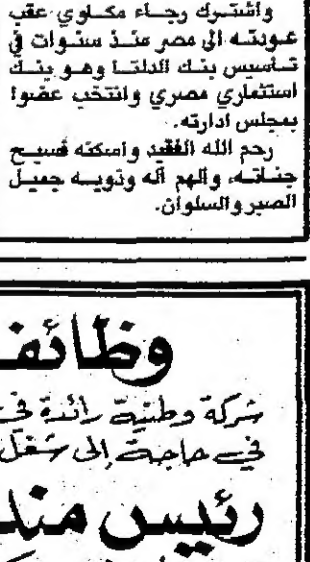 واشترك رجاء مكاوي عقب
عودته الى مصر منذ سنوات في
تأسيس بنك الدلتا وهو بنك
استثماري مصري وانتخب عضوا
بمجلس ادارته.
رحم الله الفقيد واسكنه فسيح
جناته، والهم آله وذويه جميل
الصبر والسلوان.
وظائف
شركة وطنية رائدة في
في حاجة إلى شغل
رئيس